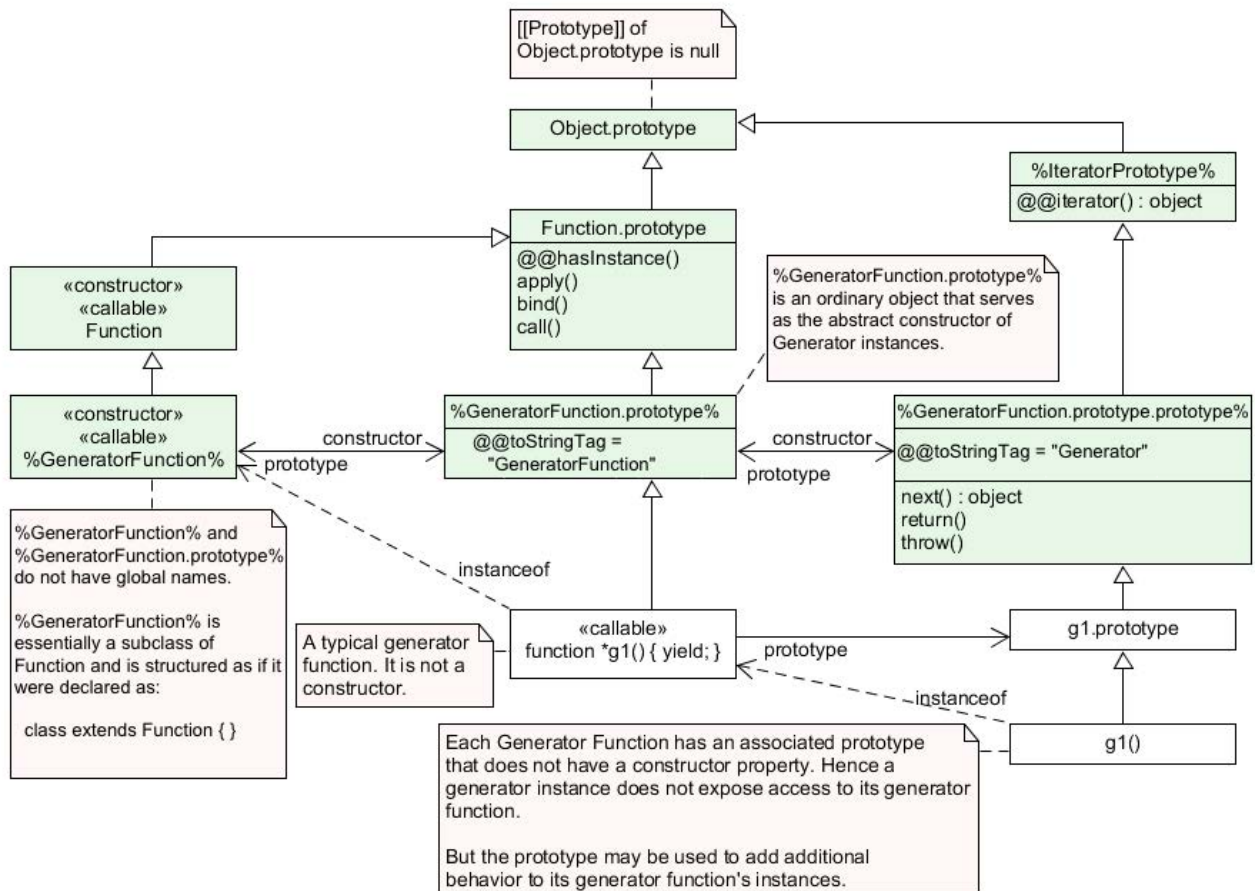 [[Prototype]] of
Object.prototype is null
Object.prototype
%IteratorPrototype%
@@iterator() : object
Function.prototype
@@hasInstance()
apply()
bind()
call()
«constructor»
«callable»
Function
%GeneratorFunction.prototype%
is an ordinary object that serves
as the abstract constructor of
Generator instances.
«constructor»
«callable»
%GeneratorFunction%
constructor
prototype
%GeneratorFunction.prototype%
@@toStringTag =
"GeneratorFunction"
constructor
prototype
%GeneratorFunction.prototype.prototype%
@@toStringTag = "Generator"
next() : object
return()
throw()
%GeneratorFunction% and
%GeneratorFunction.prototype%
do not have global names.
%GeneratorFunction% is
essentially a subclass of
Function and is structured as if it
were declared as:
class extends Function { }
instanceof
A typical generator
function. It is not a
constructor.
«callable»
function *g1() { yield; }
prototype
g1.prototype
instanceof
g1()
Each Generator Function has an associated prototype
that does not have a constructor property. Hence a
generator instance does not expose access to its generator
function.
But the prototype may be used to add additional
behavior to its generator function's instances.